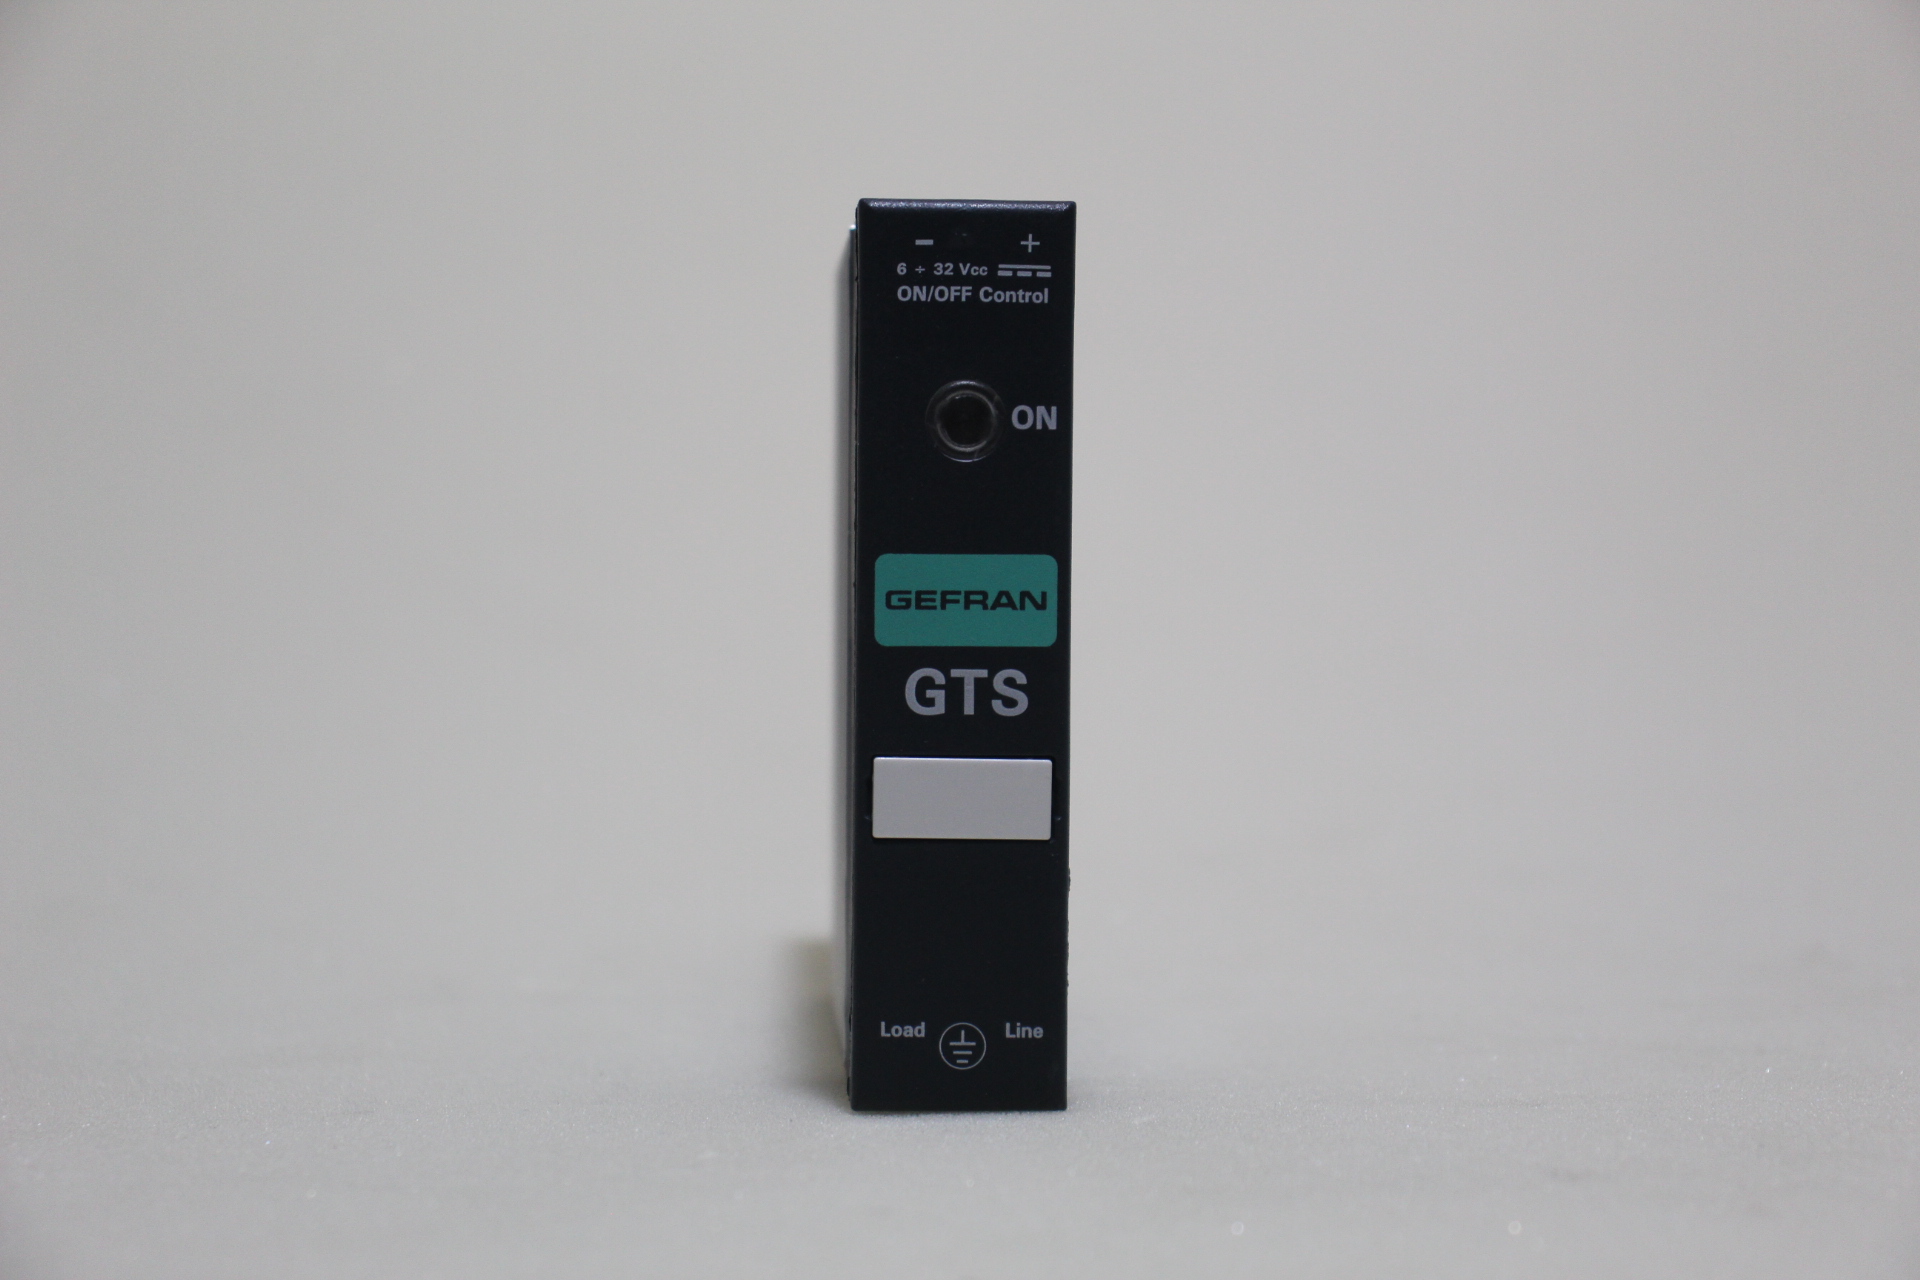 - +
6 ÷ 32 Vcc
ON/OFF Control
ON
GEFRAN
GTS
Load Line